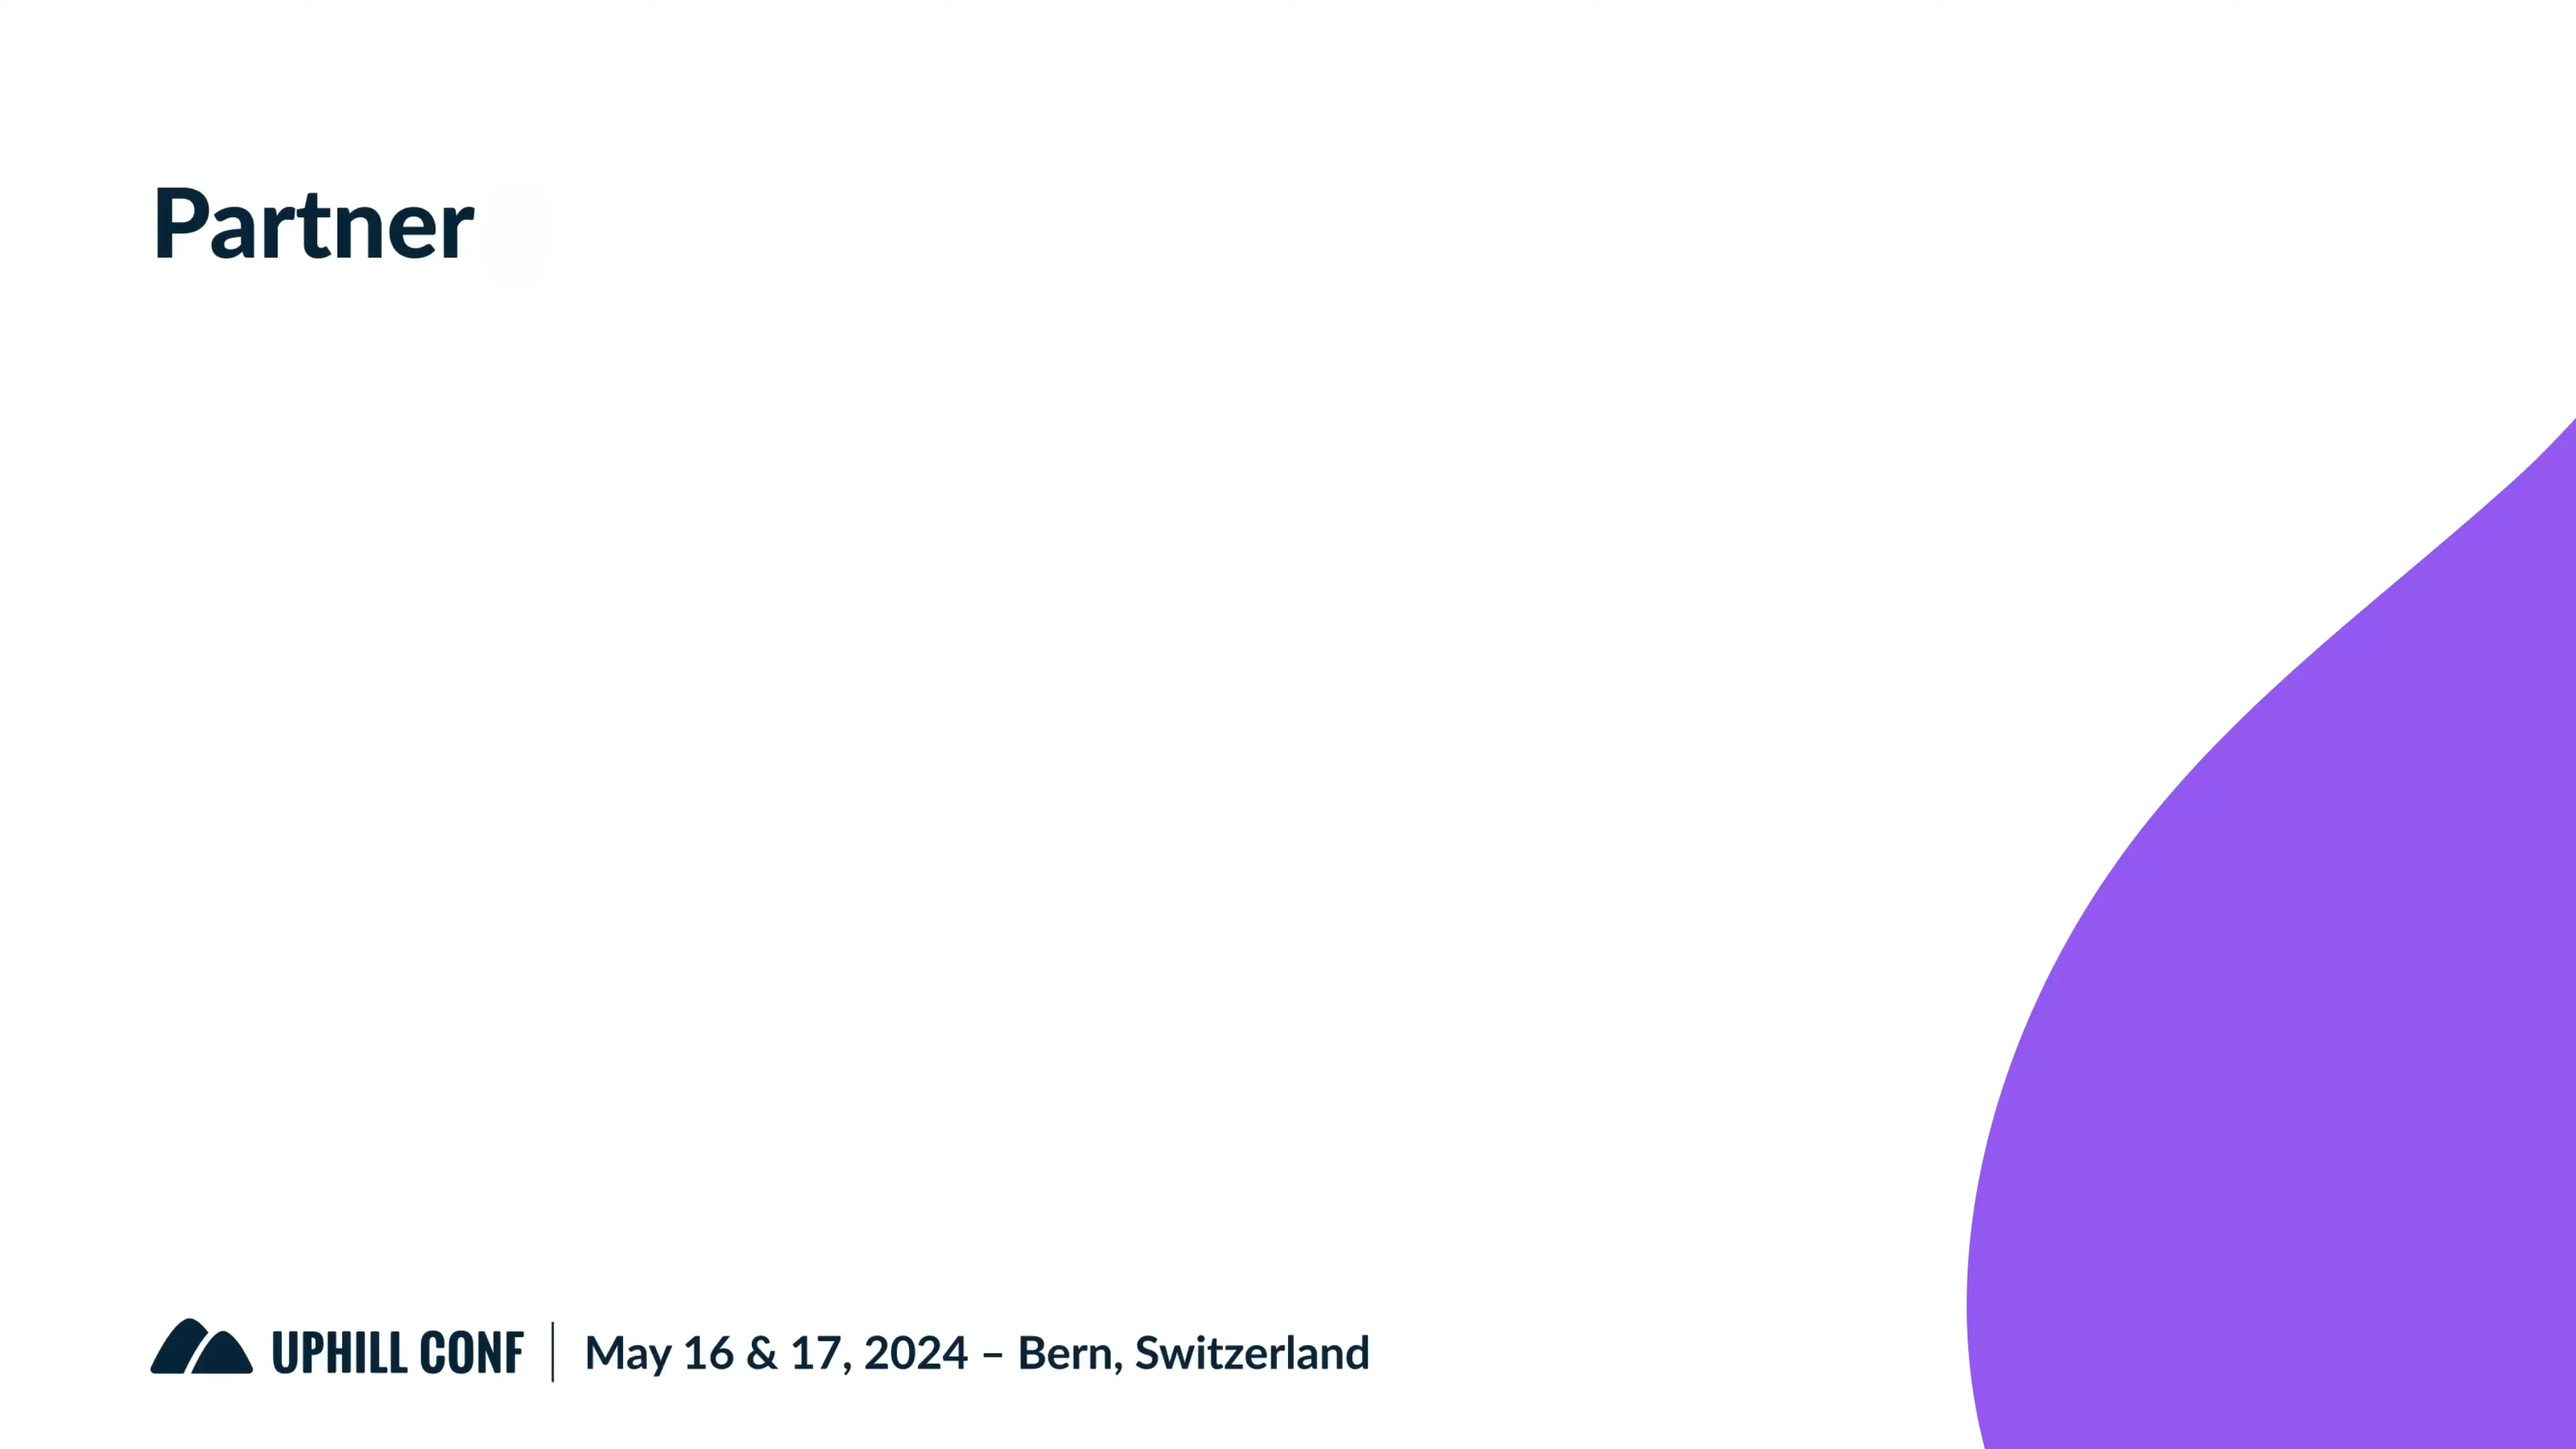 Partner
UPHILL CONF
May 16 & 17, 2024 – Bern, Switzerland